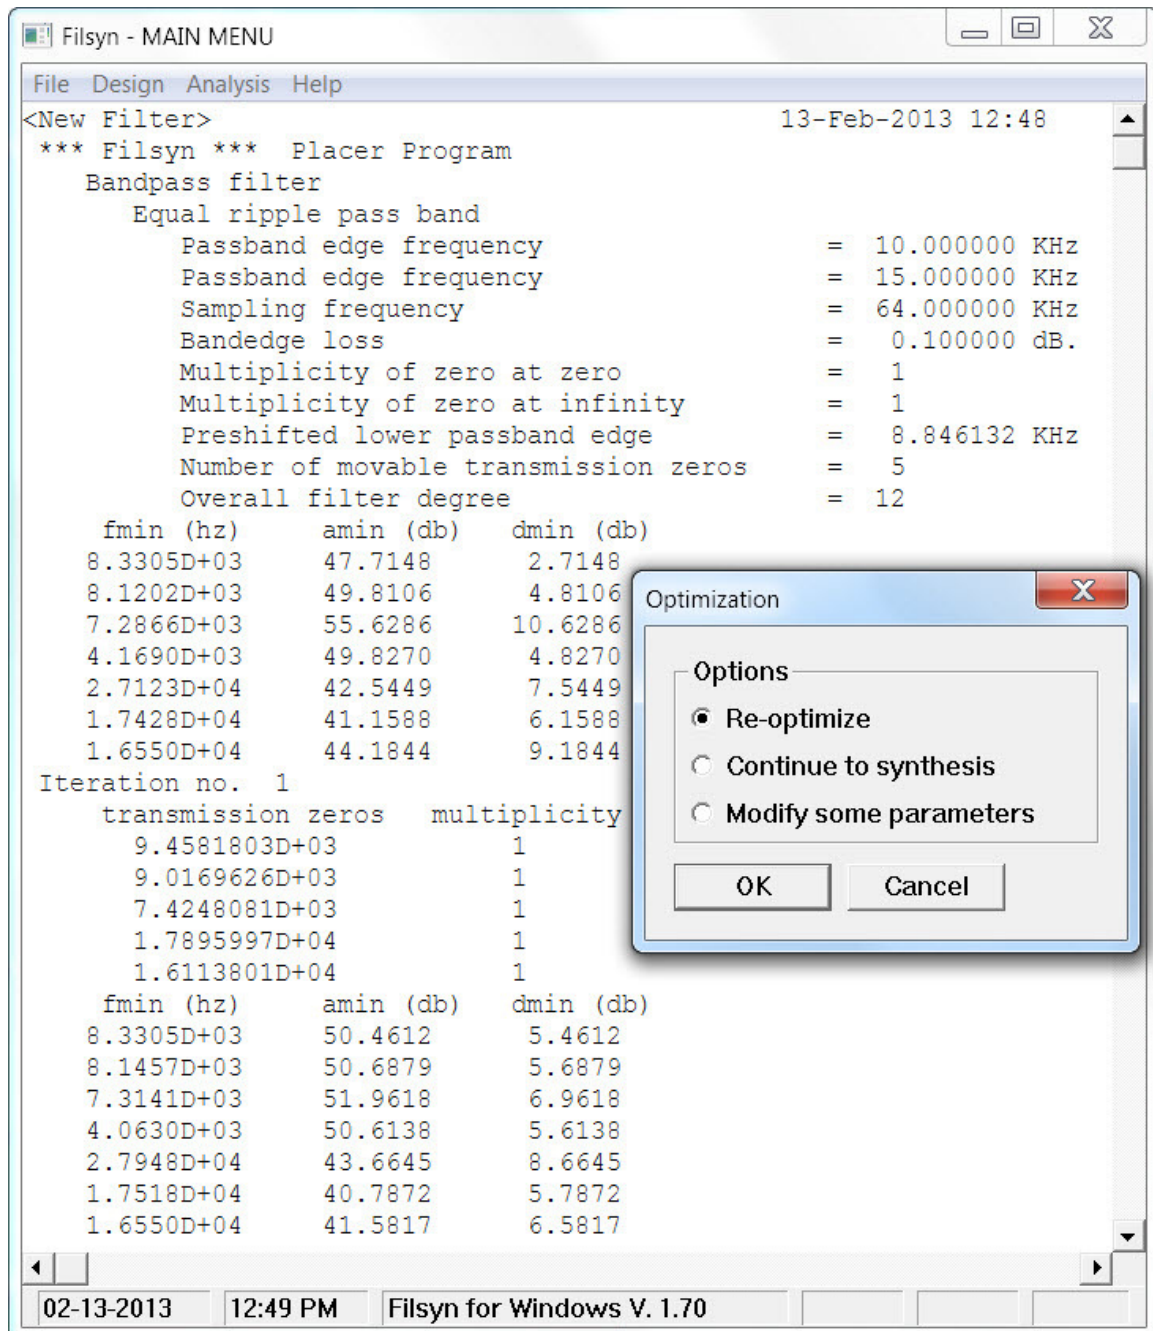 Filsyn - MAIN MENU
File Design Analysis Help
<New Filter> 13-Feb-2013 12:48
*** Filsyn *** Placer Program
Bandpass filter
Equal ripple pass band
Passband edge frequency = 10.000000 KHz
Passband edge frequency = 15.000000 KHz
Sampling frequency = 64.000000 KHz
Bandedge loss = 0.100000 dB.
Multiplicity of zero at zero = 1
Multiplicity of zero at infinity = 1
Preshifted lower passband edge = 8.846132 KHz
Number of movable transmission zeros = 5
Overall filter degree = 12
fmin (hz) amin (db) dmin (db)
8.3305D+03 47.7148 2.7148
8.1202D+03 49.8106 4.8106
7.2866D+03 55.6286 10.6286
4.1690D+03 49.8270 4.8270
2.7123D+04 42.5449 7.5449
1.7428D+04 41.1588 6.1588
1.6550D+04 44.1844 9.1844
Iteration no. 1
transmission zeros multiplicity
9.4581803D+03 1
9.0169626D+03 1
7.4248081D+03 1
1.7895997D+04 1
1.6113801D+04 1
fmin (hz) amin (db) dmin (db)
8.3305D+03 50.4612 5.4612
8.1457D+03 50.6879 5.6879
7.3141D+03 51.9618 6.9618
4.0630D+03 50.6138 5.6138
2.7948D+04 43.6645 8.6645
1.7518D+04 40.7872 5.7872
1.6550D+04 41.5817 6.5817
Optimization
Options
Re-optimize
Continue to synthesis
Modify some parameters
OK Cancel
02-13-2013 12:49 PM Filsyn for Windows V. 1.70